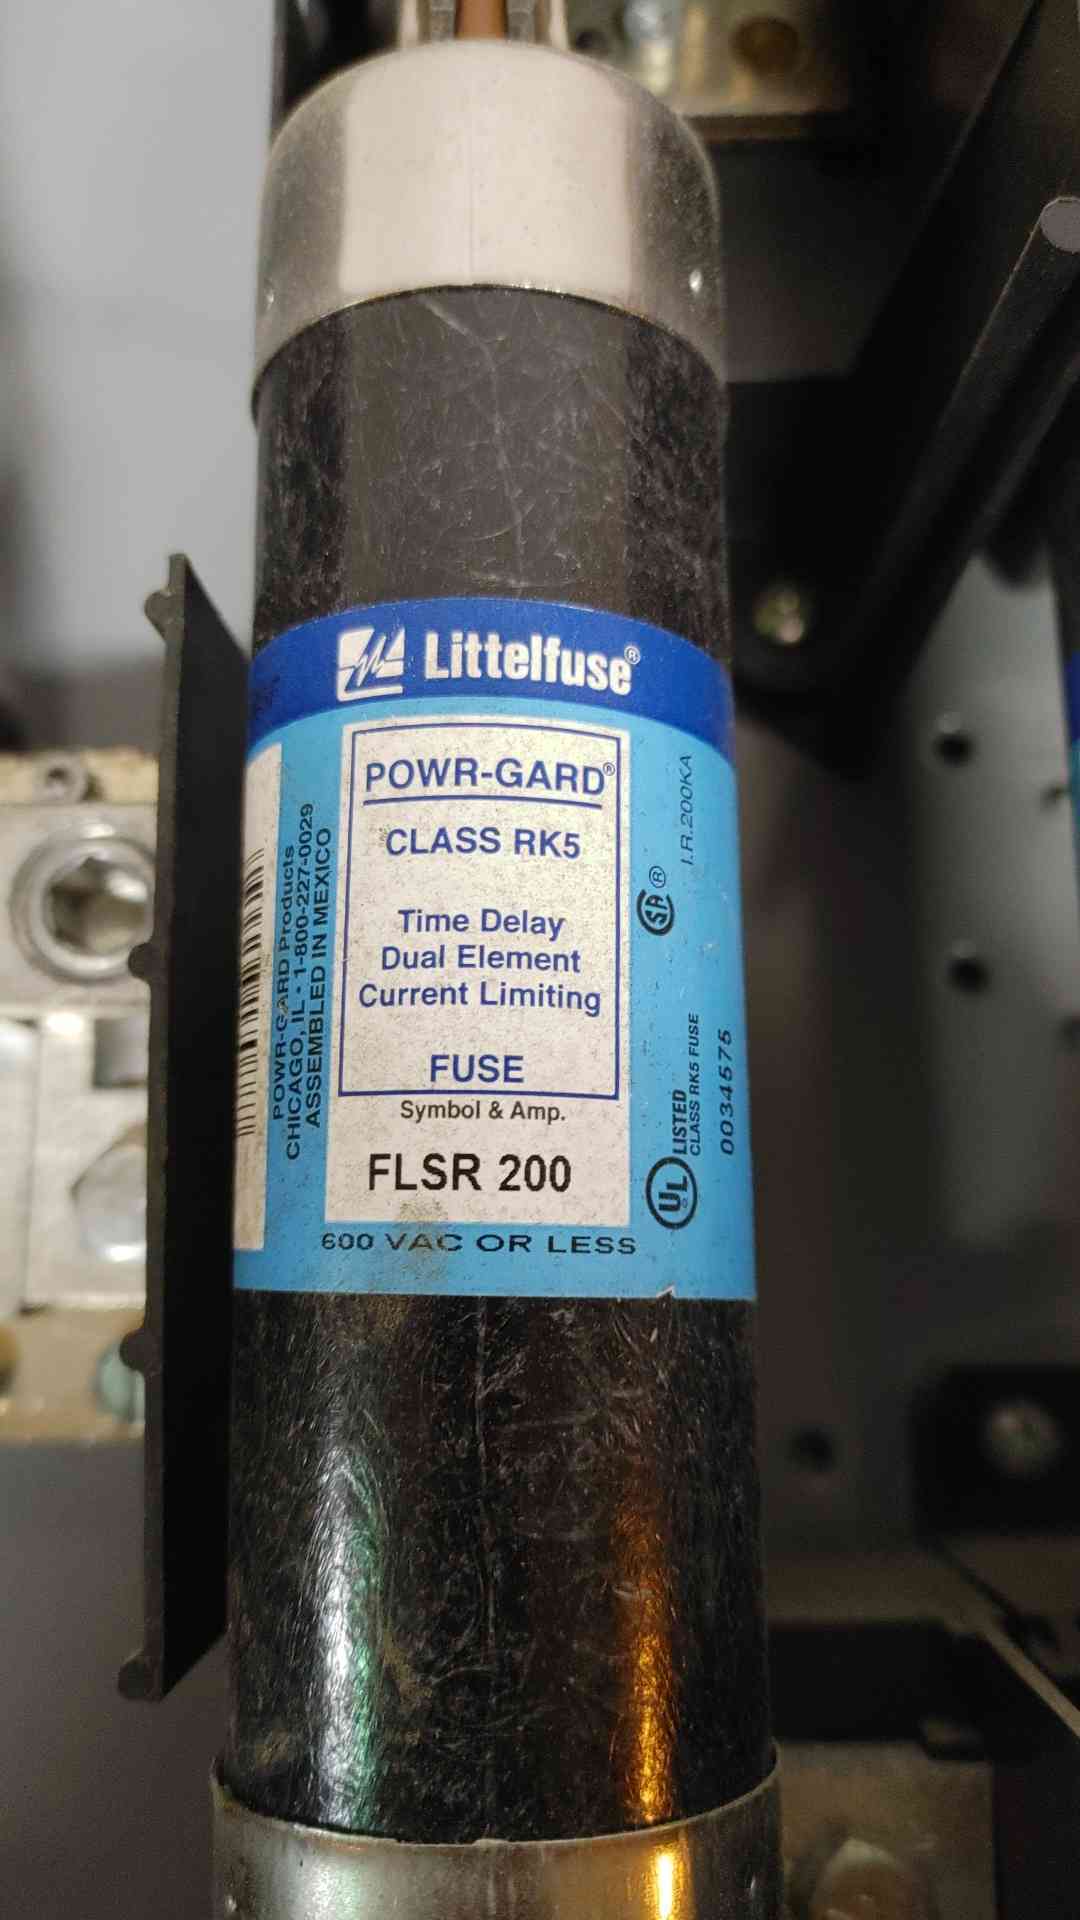 Littelfuse®
POWR-GARD®
CLASS RK5
Time Delay
Dual Element
Current Limiting
FUSE
Symbol & Amp.
FLSR 200
600 VAC OR LESS
POWR-GARD Products
CHICAGO, IL • 1-800-227-0029
ASSEMBLED IN MEXICO
I.R.200KA
SA ®
UL
LISTED
CLASS RK5 FUSE
0034575